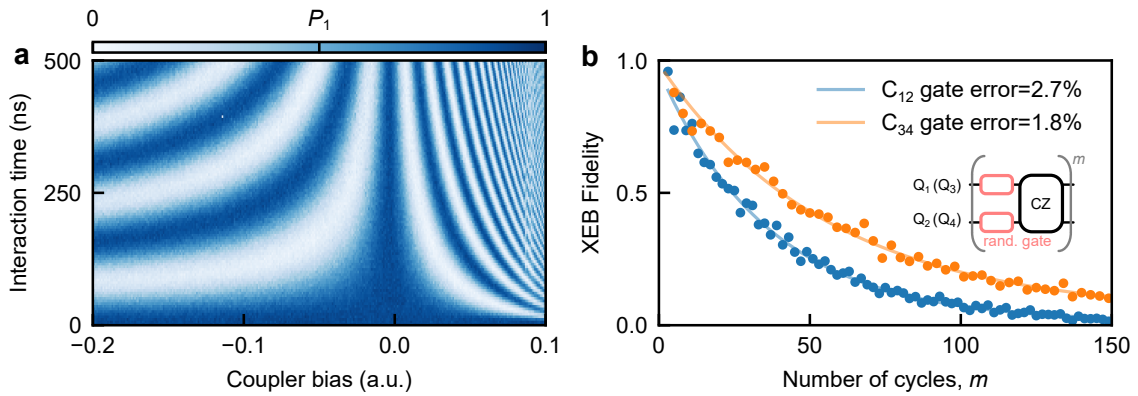 0 P₁ 1
a
500
250
0
Interaction time (ns)
−0.2 −0.1 0.0 0.1
Coupler bias (a.u.)
b
1.0
0.5
0.0
XEB Fidelity
C₁₂ gate error=2.7%
C₃₄ gate error=1.8%
m
Q₁ (Q₃)
CZ
Q₂ (Q₄)
rand. gate
0 50 100 150
Number of cycles, m